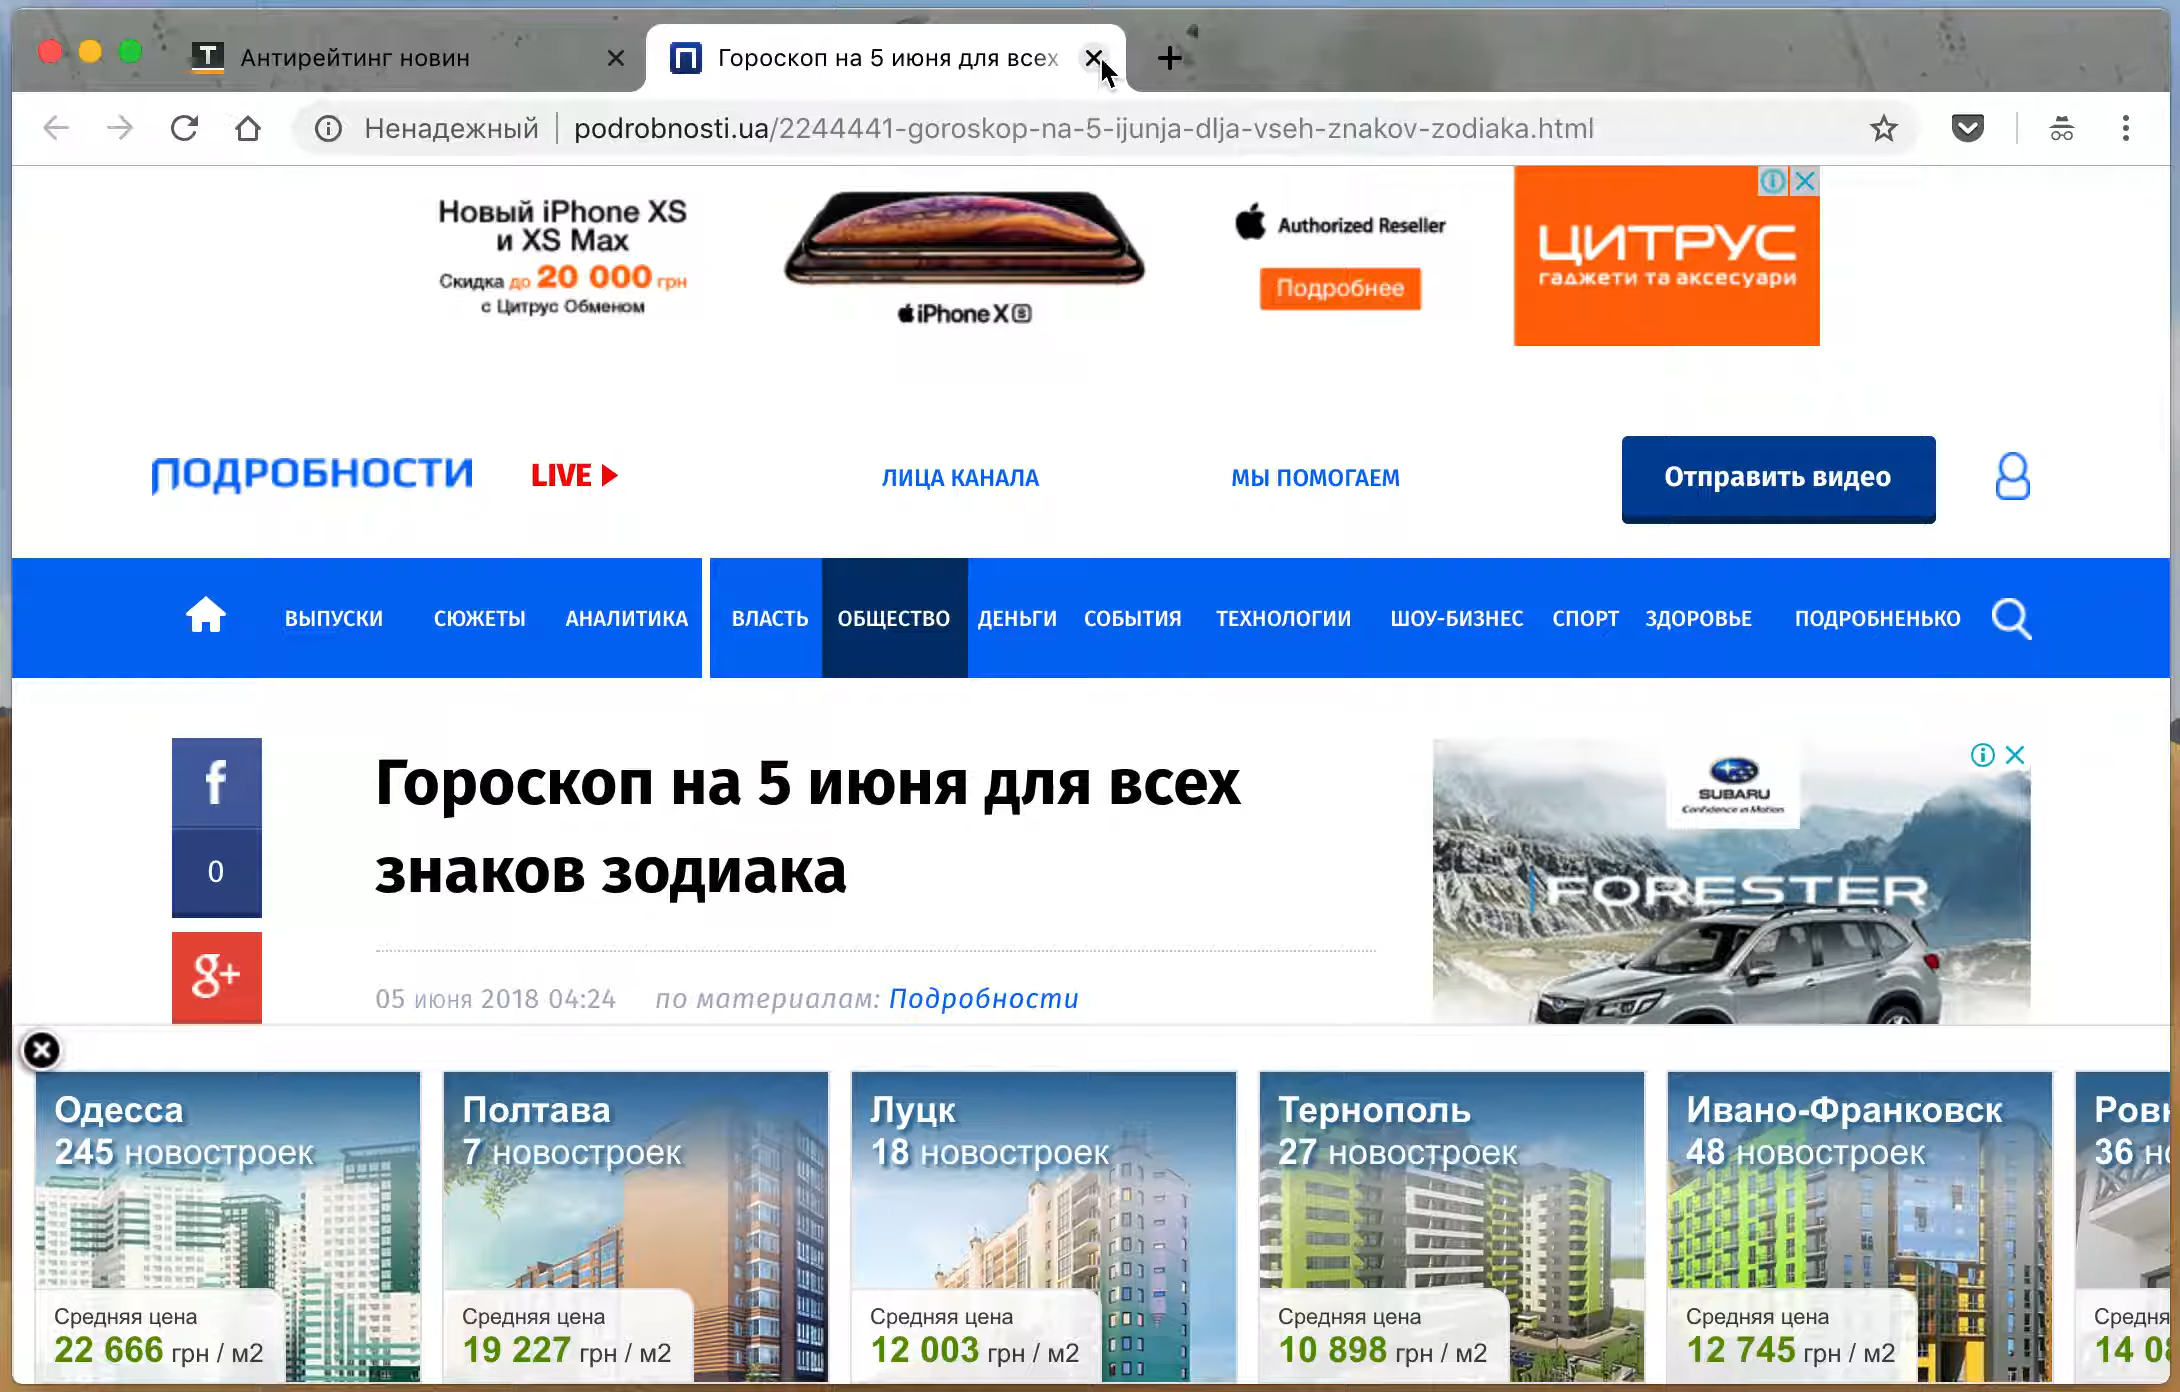 Антирейтинг новин
Гороскоп на 5 июня для всех
Ненадежный
podrobnosti.ua/2244441-goroskop-na-5-ijunja-dlja-vseh-znakov-zodiaka.html
Новый iPhone XS
и XS Max
Скидка до 20 000 грн
с Цитрус Обменом
iPhone XS
Authorized Reseller
Подробнее
ЦИТРУС
гаджети та аксесуари
ПОДРОБНОСТИ
LIVE
ЛИЦА КАНАЛА
МЫ ПОМОГАЕМ
Отправить видео
ВЫПУСКИ
СЮЖЕТЫ
АНАЛИТИКА
ВЛАСТЬ
ОБЩЕСТВО
ДЕНЬГИ
СОБЫТИЯ
ТЕХНОЛОГИИ
ШОУ-БИЗНЕС
СПОРТ
ЗДОРОВЬЕ
ПОДРОБНЕНЬКО
f
0
g+
Гороскоп на 5 июня для всех
знаков зодиака
05 июня 2018 04:24
по материалам: Подробности
SUBARU
Confidence in Motion
FORESTER
Одесса
245 новостроек
Средняя цена
22 666 грн / м2
Полтава
7 новостроек
Средняя цена
19 227 грн / м2
Луцк
18 новостроек
Средняя цена
12 003 грн / м2
Тернополь
27 новостроек
Средняя цена
10 898 грн / м2
Ивано-Франковск
48 новостроек
Средняя цена
12 745 грн / м2
36